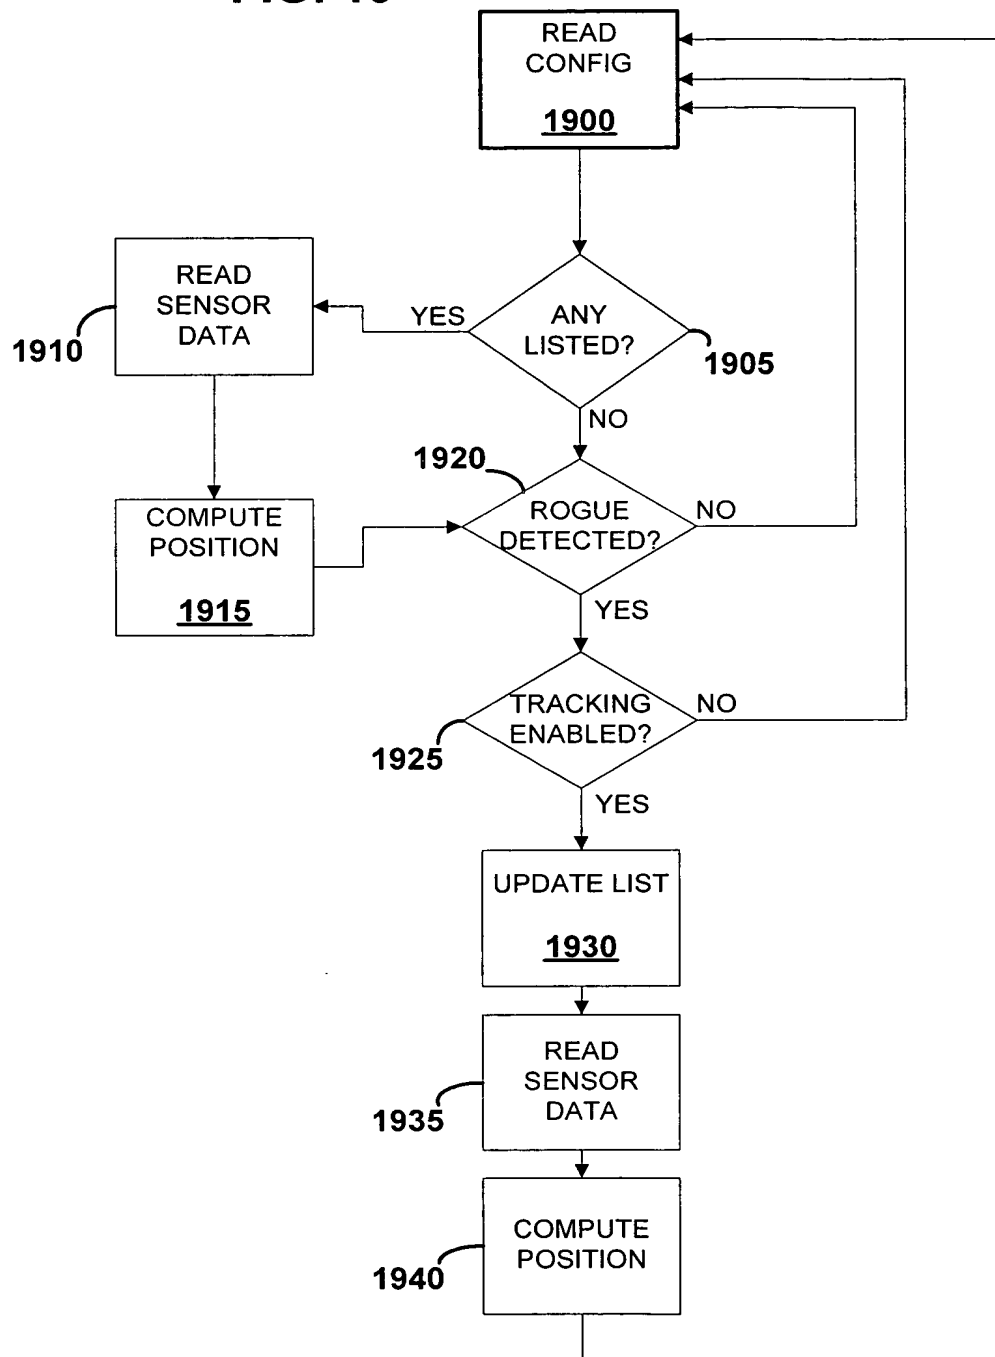 READ
CONFIG
1900
READ
SENSOR
DATA
1910
YES
ANY
LISTED?
1905
NO
1920
COMPUTE
POSITION
1915
ROGUE
DETECTED?
NO
YES
TRACKING
ENABLED?
NO
1925
YES
UPDATE LIST
1930
READ
SENSOR
DATA
1935
COMPUTE
POSITION
1940